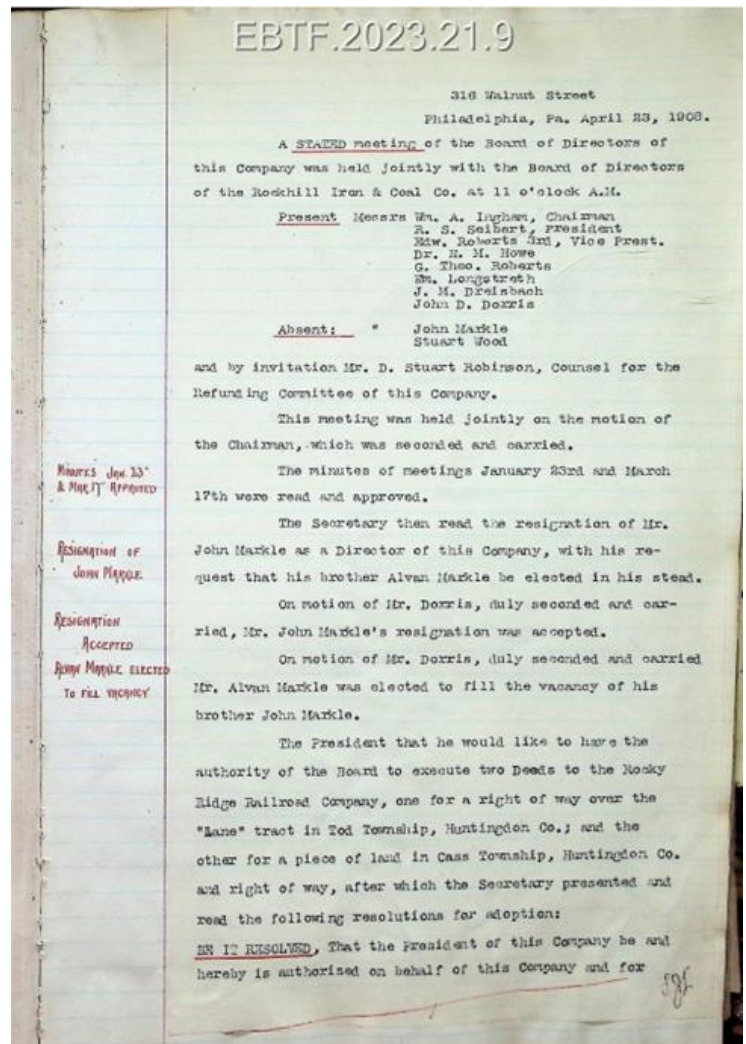 EBTF.2023.21.9
316 Walnut Street
Philadelphia, Pa. April 23, 1908.
A STATED meeting of the Board of Directors of
this Company was held jointly with the Board of Directors
of the Rockhill Iron & Coal Co. at 11 o'clock A.M.
Present Messrs Wm. A. Ingham, Chairman
R. S. Seibert, President
Edw. Roberts 3rd, Vice Prest.
Dr. H. M. Howe
G. Theo. Roberts
Wm. Longstreth
J. M. Dreisbach
John D. Dorris
Absent: " John Markle
Stuart Wood
and by invitation Mr. D. Stuart Robinson, Counsel for the
Refunding Committee of this Company.
This meeting was held jointly on the motion of
the Chairman, which was seconded and carried.
MINUTES JAN. 23"
& MAR 17" APPROVED
The minutes of meetings January 23rd and March
17th were read and approved.
The Secretary then read the resignation of Mr.
RESIGNATION OF
JOHN MARKLE
John Markle as a Director of this Company, with his re-
quest that his brother Alvan Markle be elected in his stead.
On motion of Mr. Dorris, duly seconded and car-
RESIGNATION
ACCEPTED
ried, Mr. John Markle's resignation was accepted.
ALVAN MARKLE ELECTED
TO FILL VACANCY
On motion of Mr. Dorris, duly seconded and carried
Mr. Alvan Markle was elected to fill the vacancy of his
brother John Markle.
The President that he would like to have the
authority of the Board to execute two Deeds to the Rocky
Ridge Railroad Company, one for a right of way over the
"Lane" tract in Tod Township, Huntingdon Co.; and the
other for a piece of land in Cass Township, Huntingdon Co.
and right of way, after which the Secretary presented and
read the following resolutions for adoption:
BE IT RESOLVED, That the President of this Company be and
hereby is authorized on behalf of this Company and for